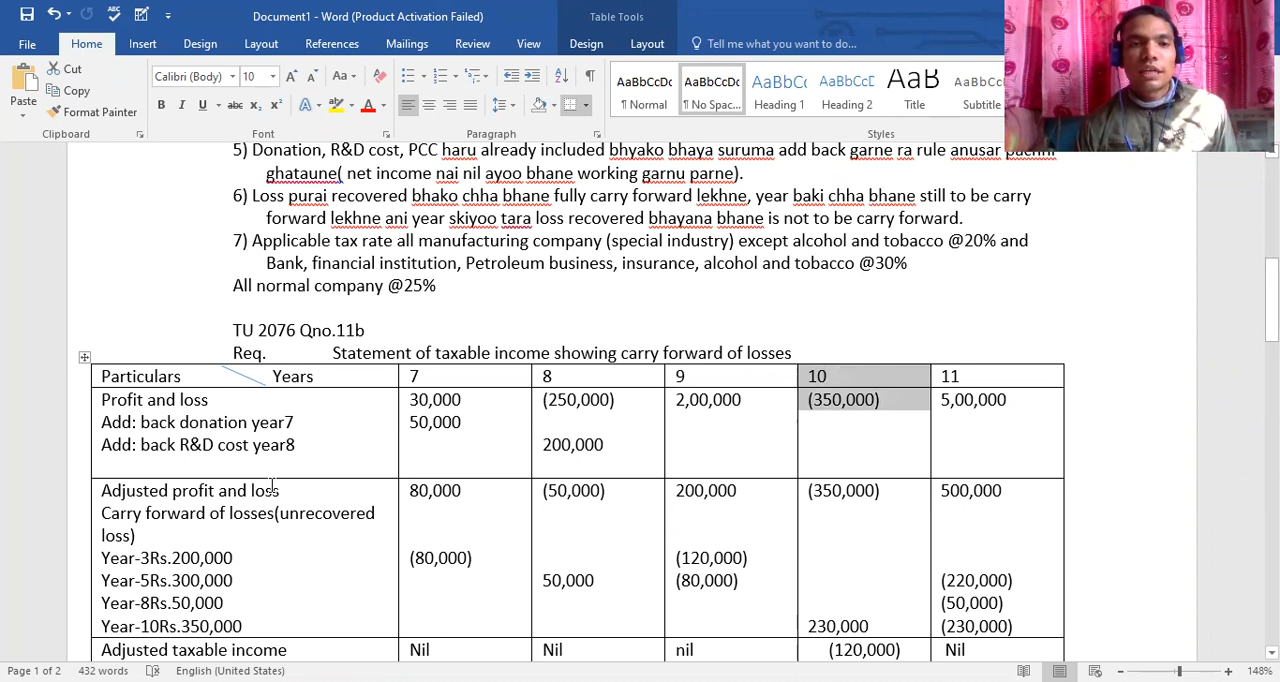 Document1 - Word (Product Activation Failed)
Table Tools
File Home Insert Design Layout References Mailings Review View Design Layout Tell me what you want to do...
Cut
Copy
Format Painter
Paste
Calibri (Body) 10
AaBbCcDc AaBbCcDc AaBbCc AaBbCcE AaB AaBbCcD
¶ Normal ¶ No Spac... Heading 1 Heading 2 Title Subtitle
Clipboard Font Paragraph Styles
5) Donation, R&D cost, PCC haru already included bhyako bhaya suruma add back garne ra rule anusar pachhi
ghataune( net income nai nil ayoo bhane working garnu parne).
6) Loss purai recovered bhako chha bhane fully carry forward lekhne, year baki chha bhane still to be carry
forward lekhne ani year skiyoo tara loss recovered bhayana bhane is not to be carry forward.
7) Applicable tax rate all manufacturing company (special industry) except alcohol and tobacco @20% and
Bank, financial institution, Petroleum business, insurance, alcohol and tobacco @30%
All normal company @25%
TU 2076 Qno.11b
Req. Statement of taxable income showing carry forward of losses
Particulars Years 7 8 9 10 11
Profit and loss 30,000 (250,000) 2,00,000 (350,000) 5,00,000
Add: back donation year7 50,000
Add: back R&D cost year8 200,000
Adjusted profit and loss 80,000 (50,000) 200,000 (350,000) 500,000
Carry forward of losses(unrecovered
loss)
Year-3Rs.200,000 (80,000) (120,000)
Year-5Rs.300,000 50,000 (80,000) (220,000)
Year-8Rs.50,000 (50,000)
Year-10Rs.350,000 230,000 (230,000)
Adjusted taxable income Nil Nil nil (120,000) Nil
Page 1 of 2 432 words English (United States) 148%